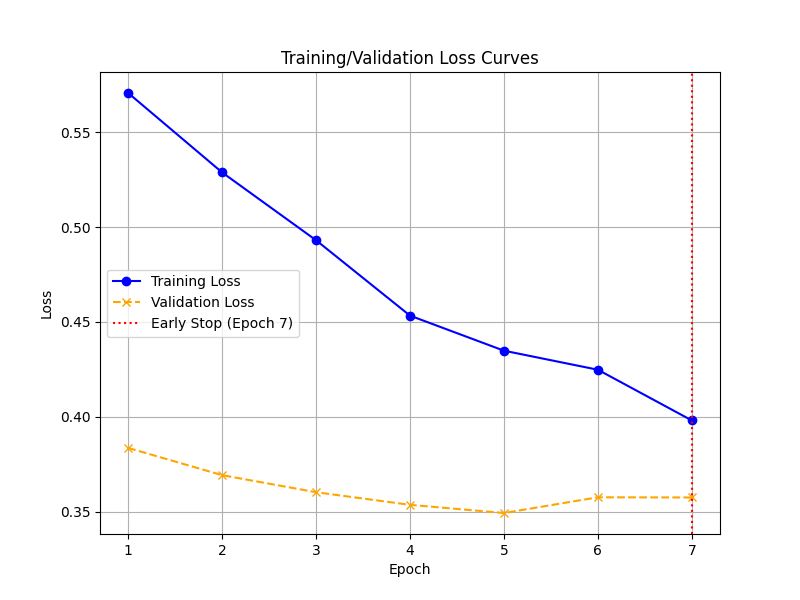 Training/Validation Loss Curves
Loss
0.55
0.50
0.45
0.40
0.35
Training Loss
Validation Loss
Early Stop (Epoch 7)
1 2 3 4 5 6 7
Epoch